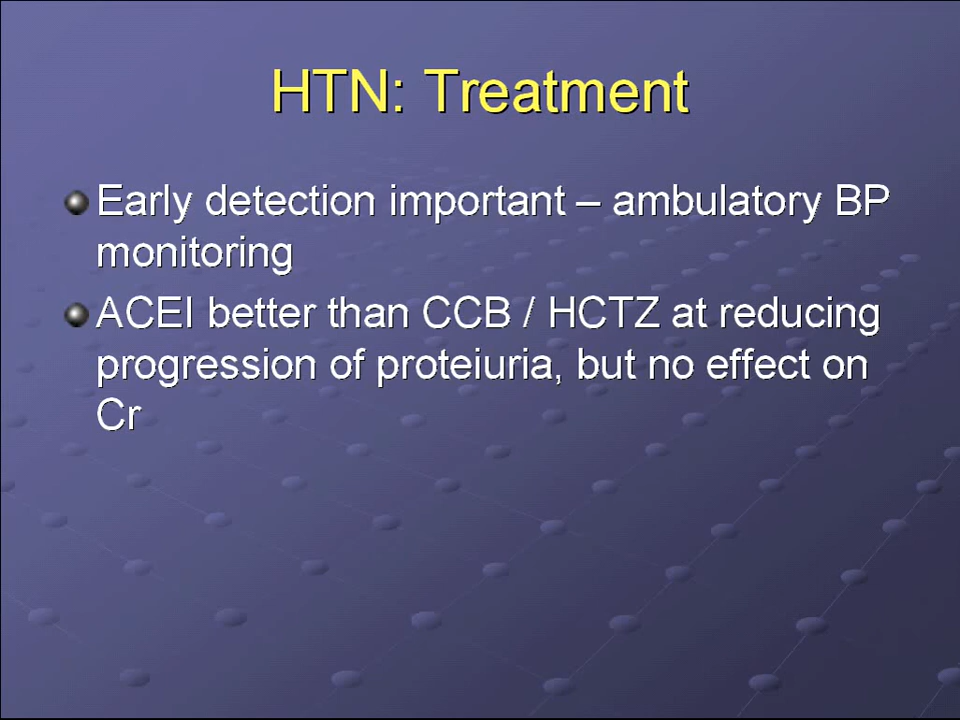 HTN: Treatment
Early detection important – ambulatory BP
monitoring
ACEI better than CCB / HCTZ at reducing
progression of proteiuria, but no effect on
Cr